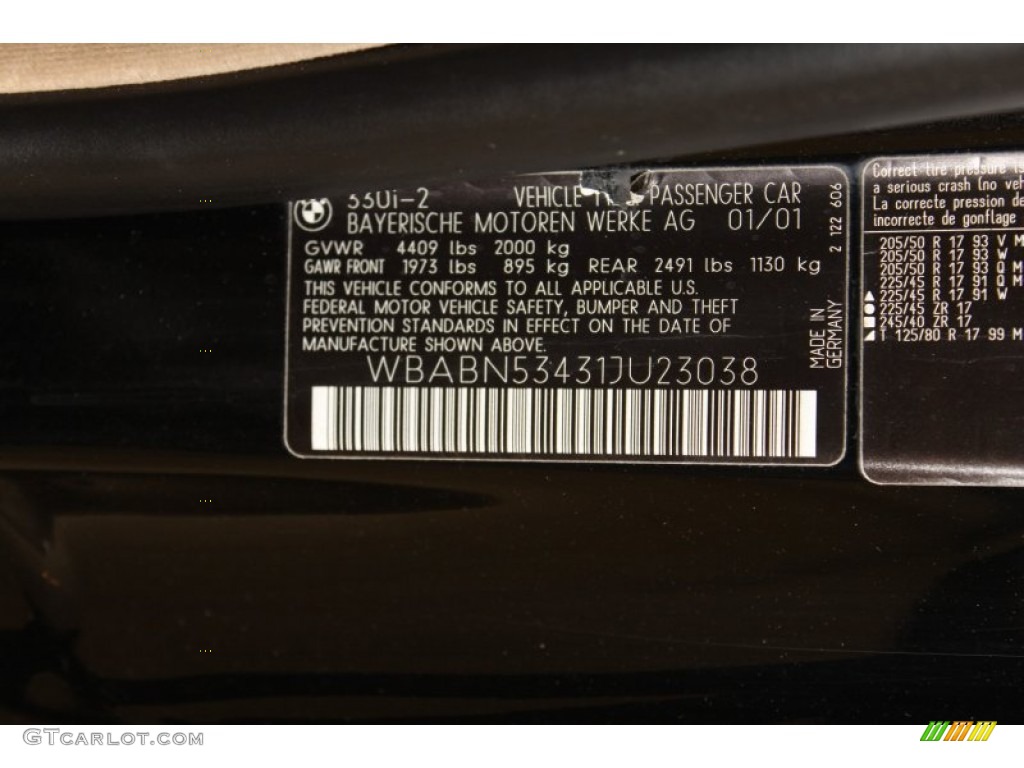 330i-2 VEHICLE PASSENGER CAR
BAYERISCHE MOTOREN WERKE AG 01/01
GVWR 4409 lbs 2000 kg
GAWR FRONT 1973 lbs 895 kg REAR 2491 lbs 1130 kg
THIS VEHICLE CONFORMS TO ALL APPLICABLE U.S.
FEDERAL MOTOR VEHICLE SAFETY, BUMPER AND THEFT
PREVENTION STANDARDS IN EFFECT ON THE DATE OF
MANUFACTURE SHOWN ABOVE.
WBABN53431JU23038
MADE IN
GERMANY
2 122 606
Correct tire pressure is
a serious crash (no veh
La correcte pression de
incorrecte de gonflage
205/50 R 17 93 V M
205/50 R 17 93 W
205/50 R 17 93 Q M
225/45 R 17 91 Q M
▲ 225/45 R 17 91 W
● 225/45 ZR 17
■ 245/40 ZR 17
◢ T 125/80 R 17 99 M
GTCarLot.com